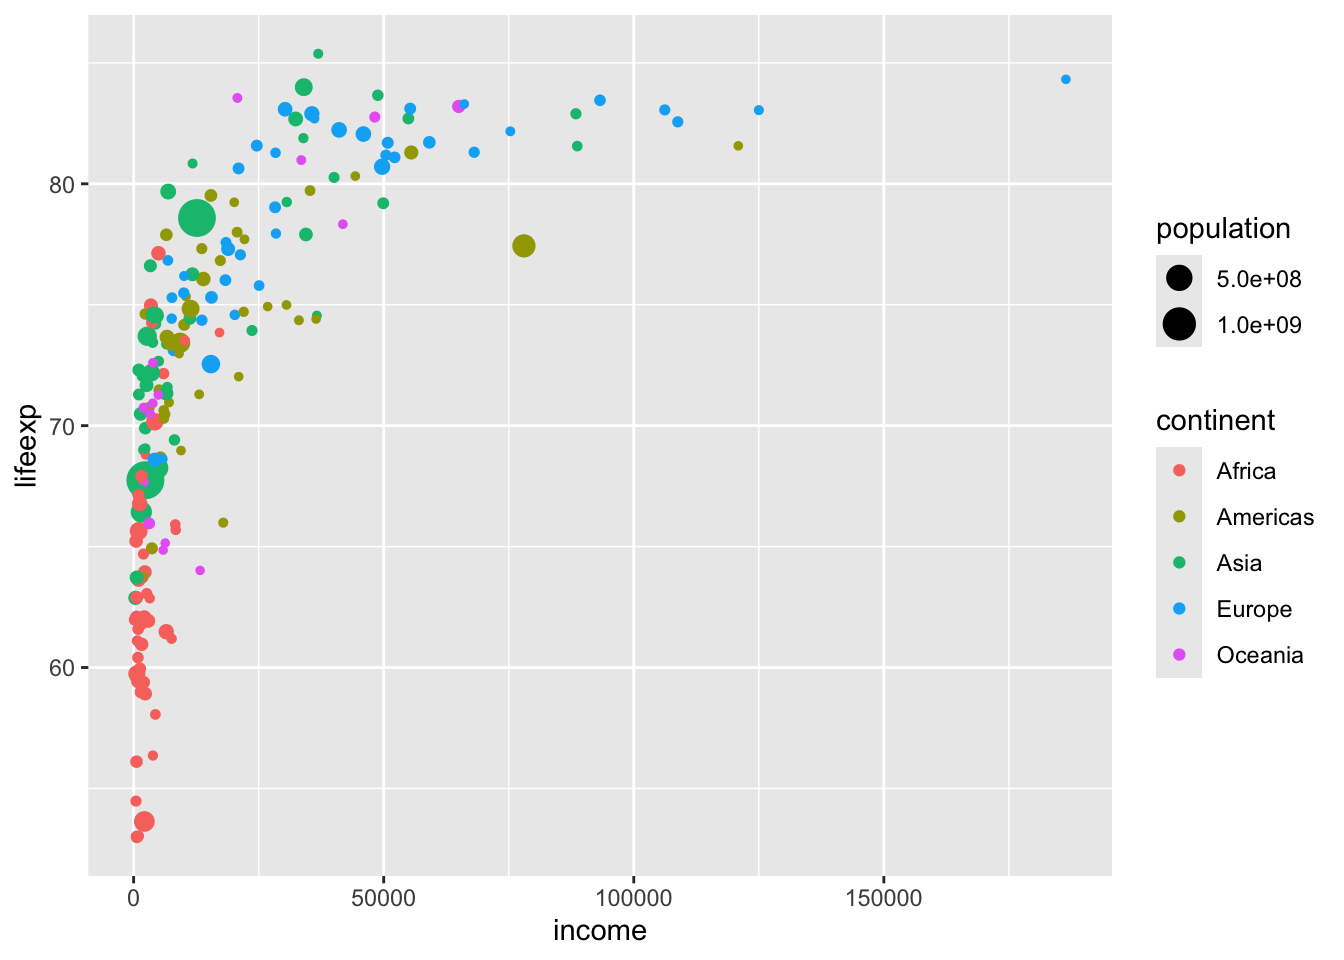 80
70
60
lifeexp
0
50000
100000
150000
income
population
5.0e+08
1.0e+09
continent
Africa
Americas
Asia
Europe
Oceania